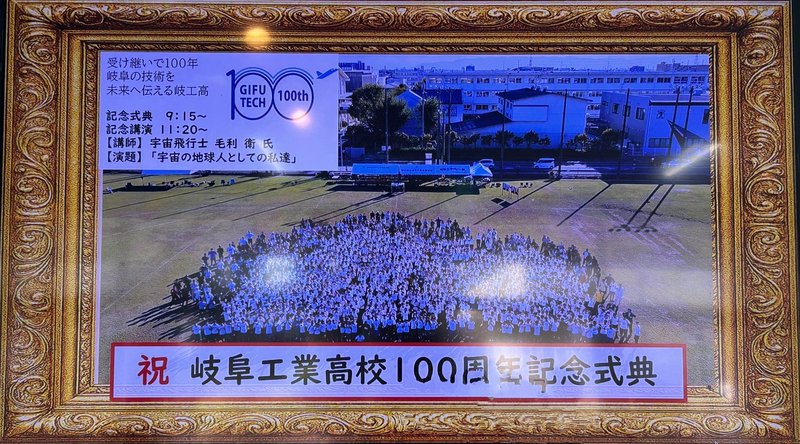 受け継いで100年
岐阜の技術を
未来へ伝える岐工高
100
GIFU
TECH
100th
記念式典 9:15～
記念講演 11:20～
【講師】宇宙飛行士 毛利 衛 氏
【演題】「宇宙の地球人としての私達」
祝 岐阜工業高校100周年記念式典